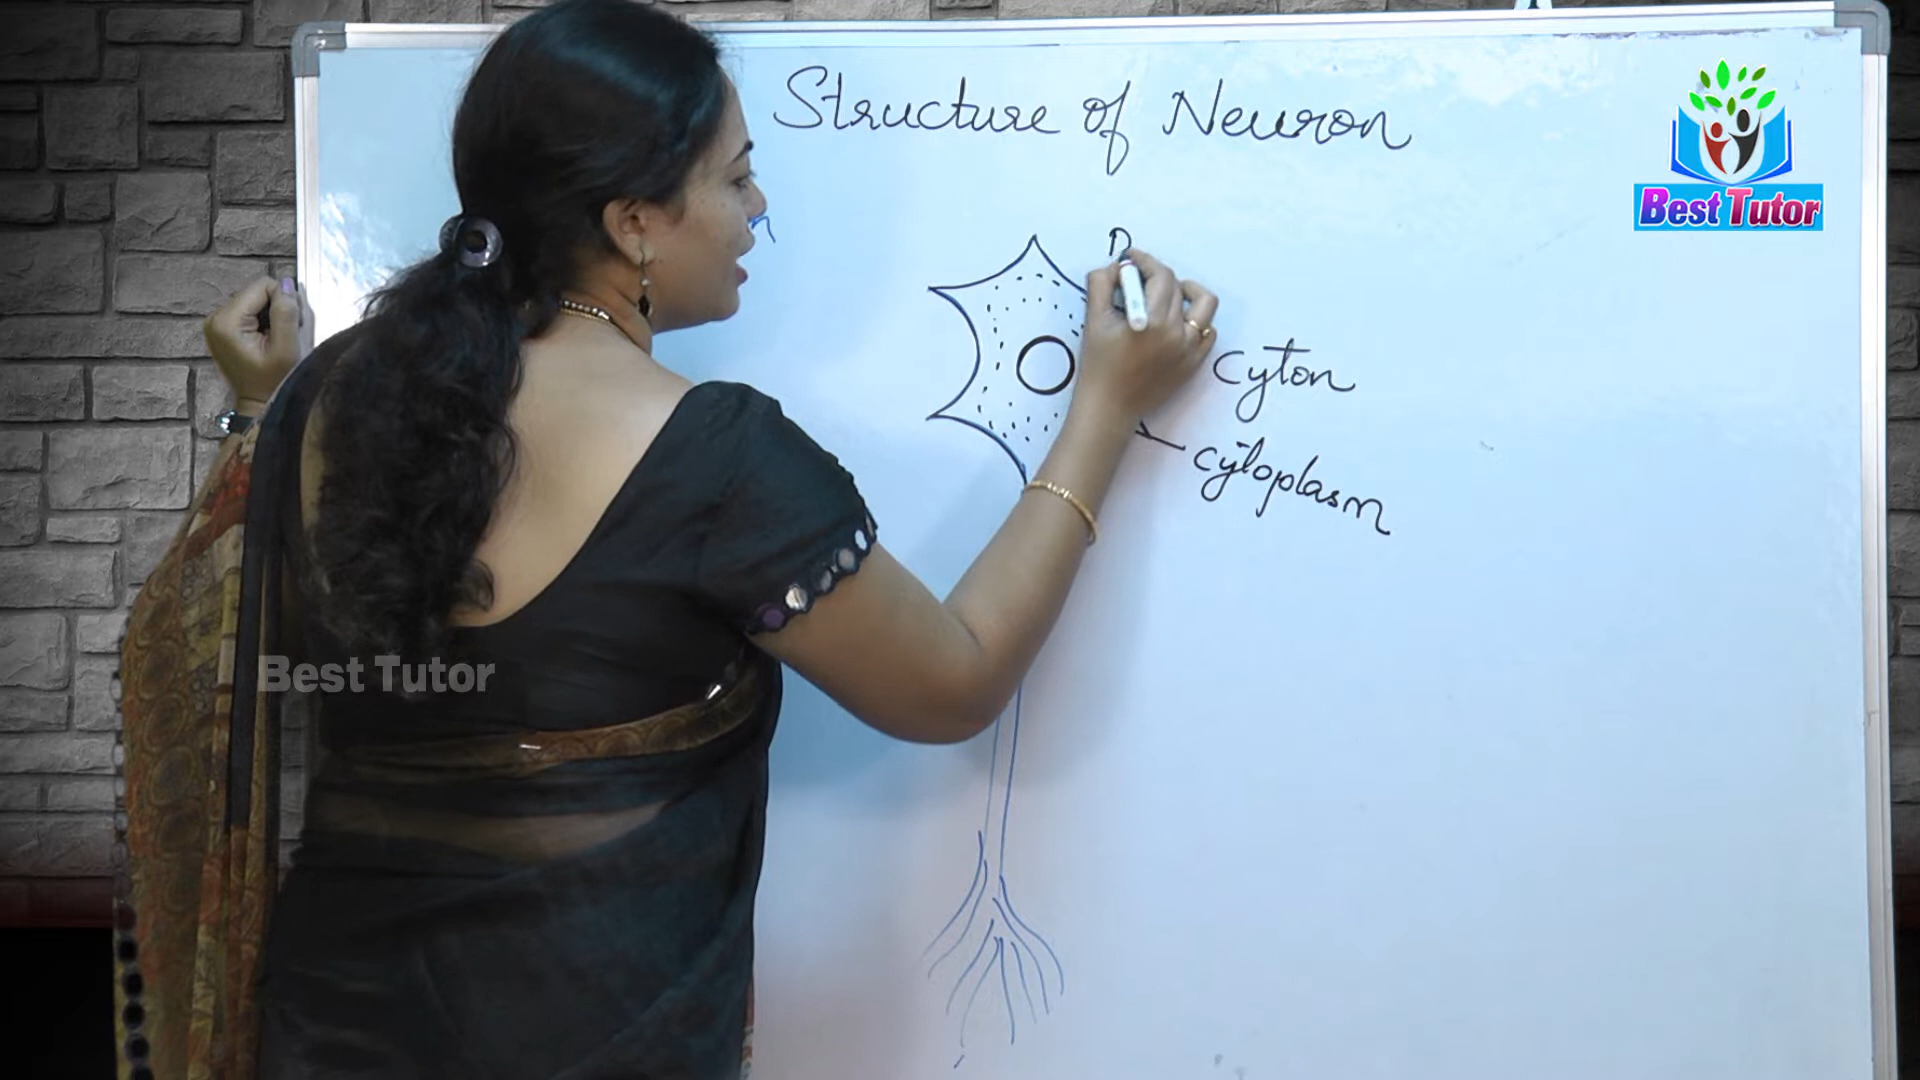 Structure of Neuron
Best Tutor
Cyton
Cytoplasm
Best Tutor